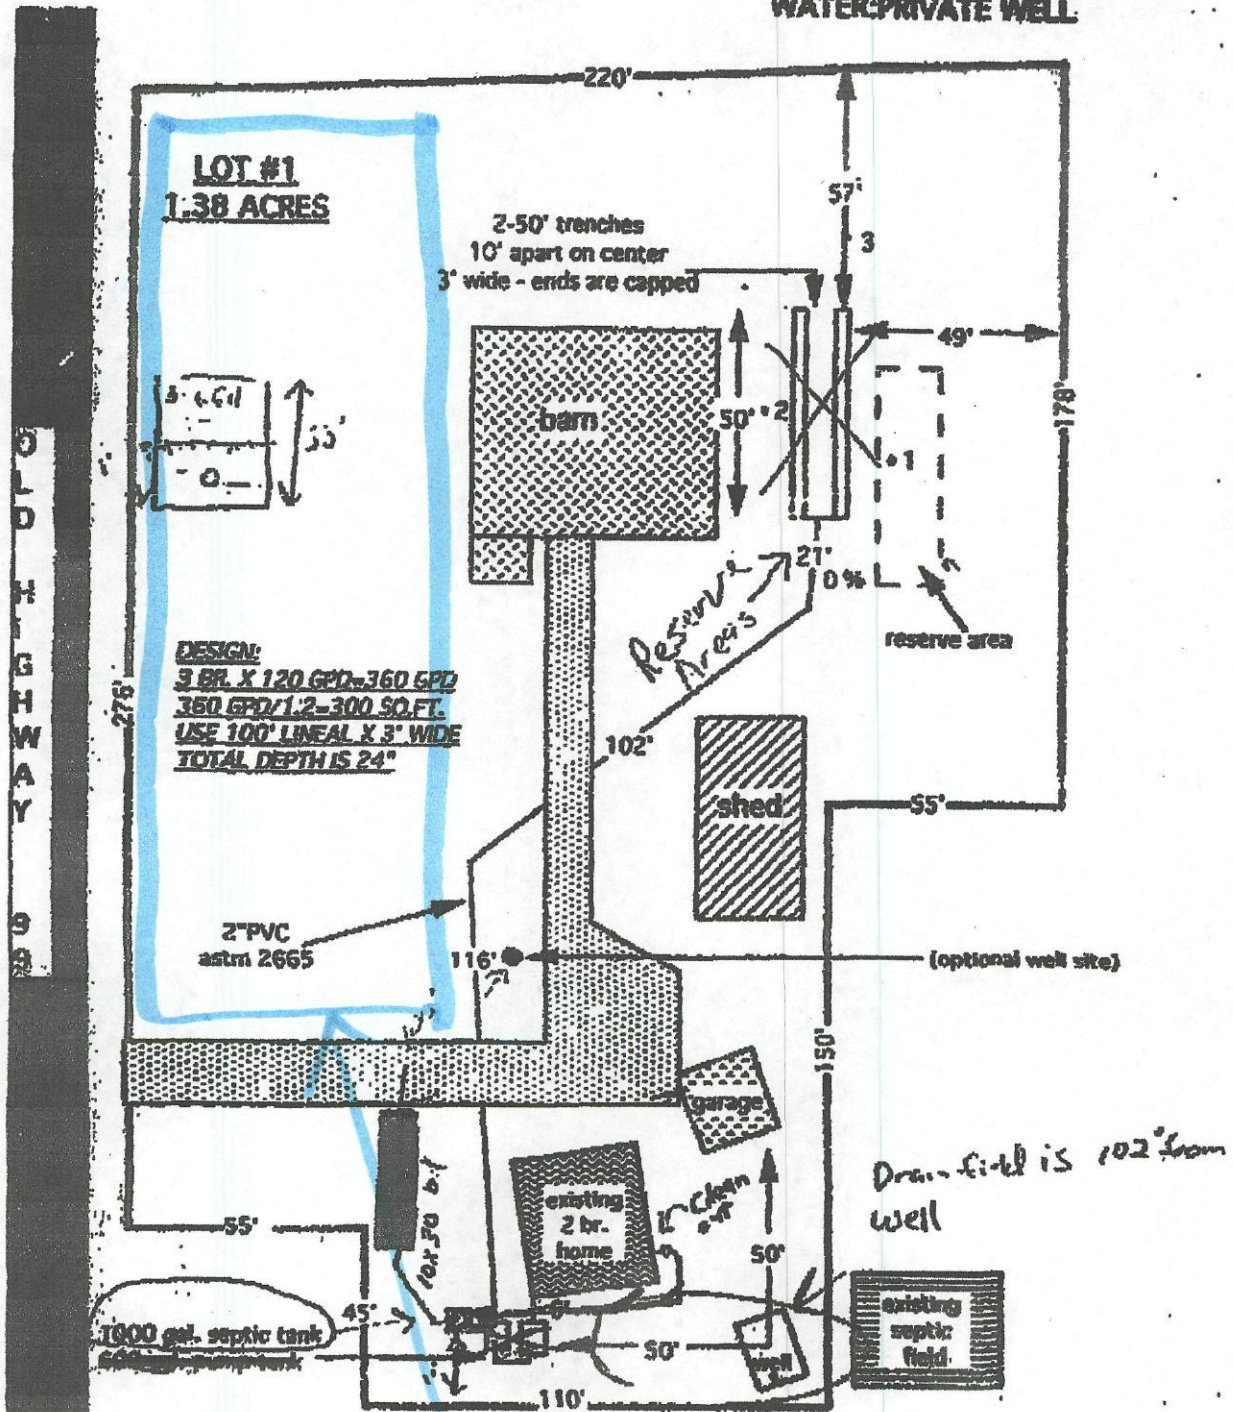 WATER:PRIVATE WELL
220'
LOT #1
1.38 ACRES
57'
3
2-50' trenches
10' apart on center
3' wide - ends are capped
49'
178'
barn
50'
2
1
OLD HIGHWAY 99
21'
0%
Reserve
Areas
reserve area
DESIGN:
3 BR. X 120 GPD=360 GPD
360 GPD/1.2=300 SQ.FT.
USE 100' LINEAL X 3' WIDE
TOTAL DEPTH IS 24"
276'
102'
shed
55'
2"PVC
astm 2665
116'
(optional well site)
150'
garage
Drainfield is 102' from
well
existing
2 br.
home
Clean
out
10x30
55'
50'
45'
1000 gal. septic tank
pump tank
50'
well
existing
septic
field
110'